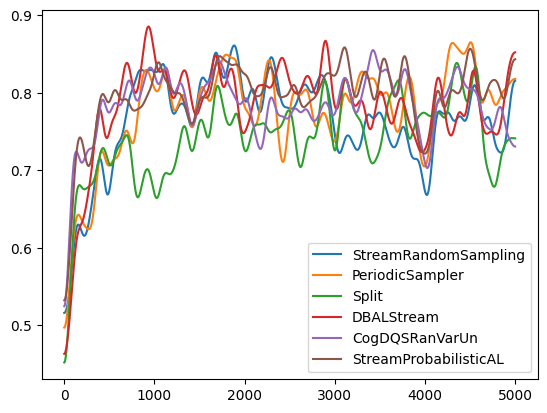 0.9
0.8
0.7
0.6
0.5
0 1000 2000 3000 4000 5000
StreamRandomSampling
PeriodicSampler
Split
DBALStream
CogDQSRanVarUn
StreamProbabilisticAL